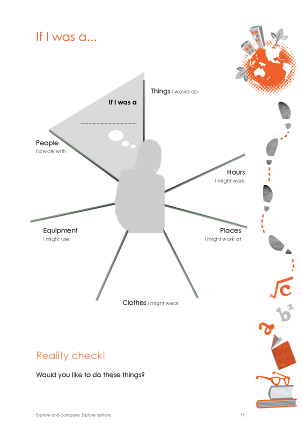 If I was a...
If I was a
Things I would do
People
I'd work with
Hours
I might work
Equipment
I might use
Places
I might work at
Clothes I might wear
√c
b²
a
Reality check!
Would you like to do these things?
Explore and compare: Explore options